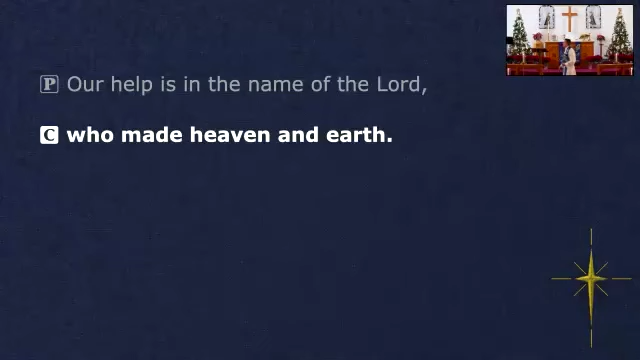 P Our help is in the name of the Lord,
C who made heaven and earth.